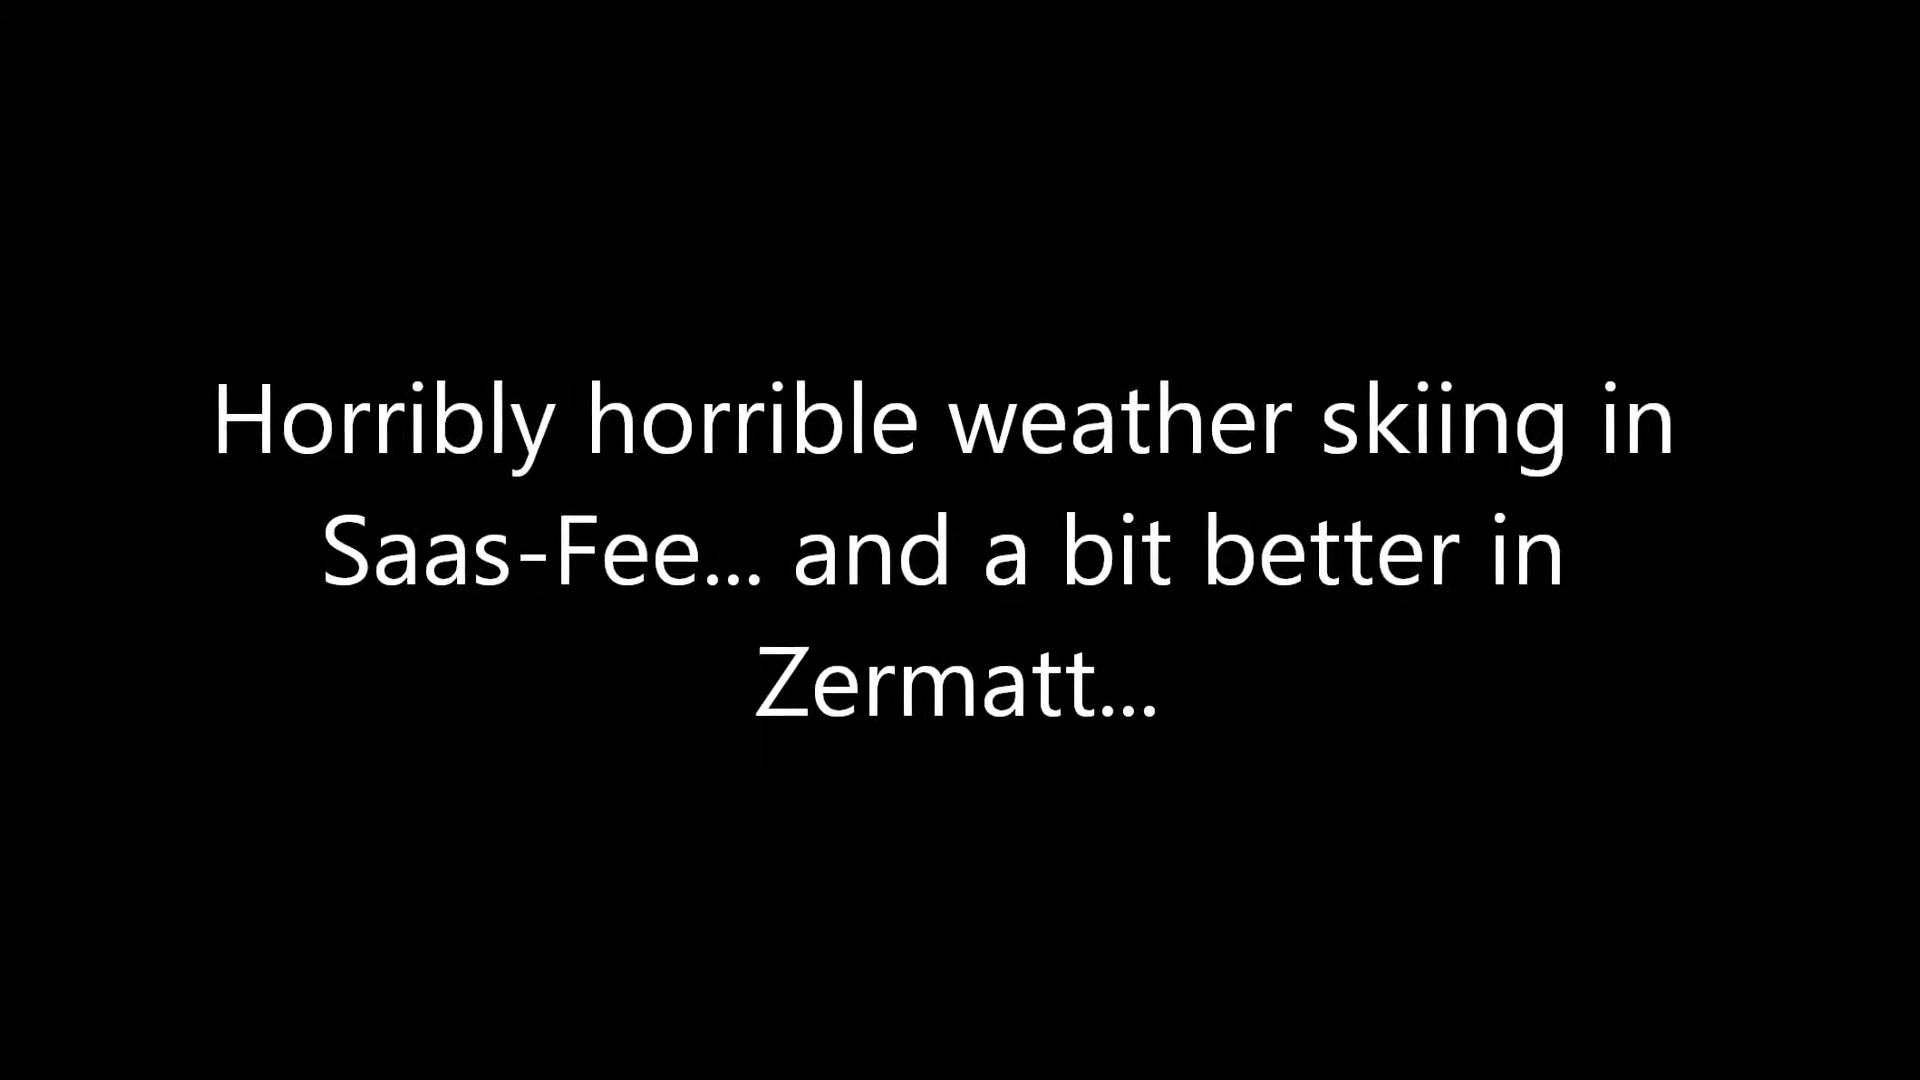 Horribly horrible weather skiing in
Saas-Fee... and a bit better in
Zermatt...